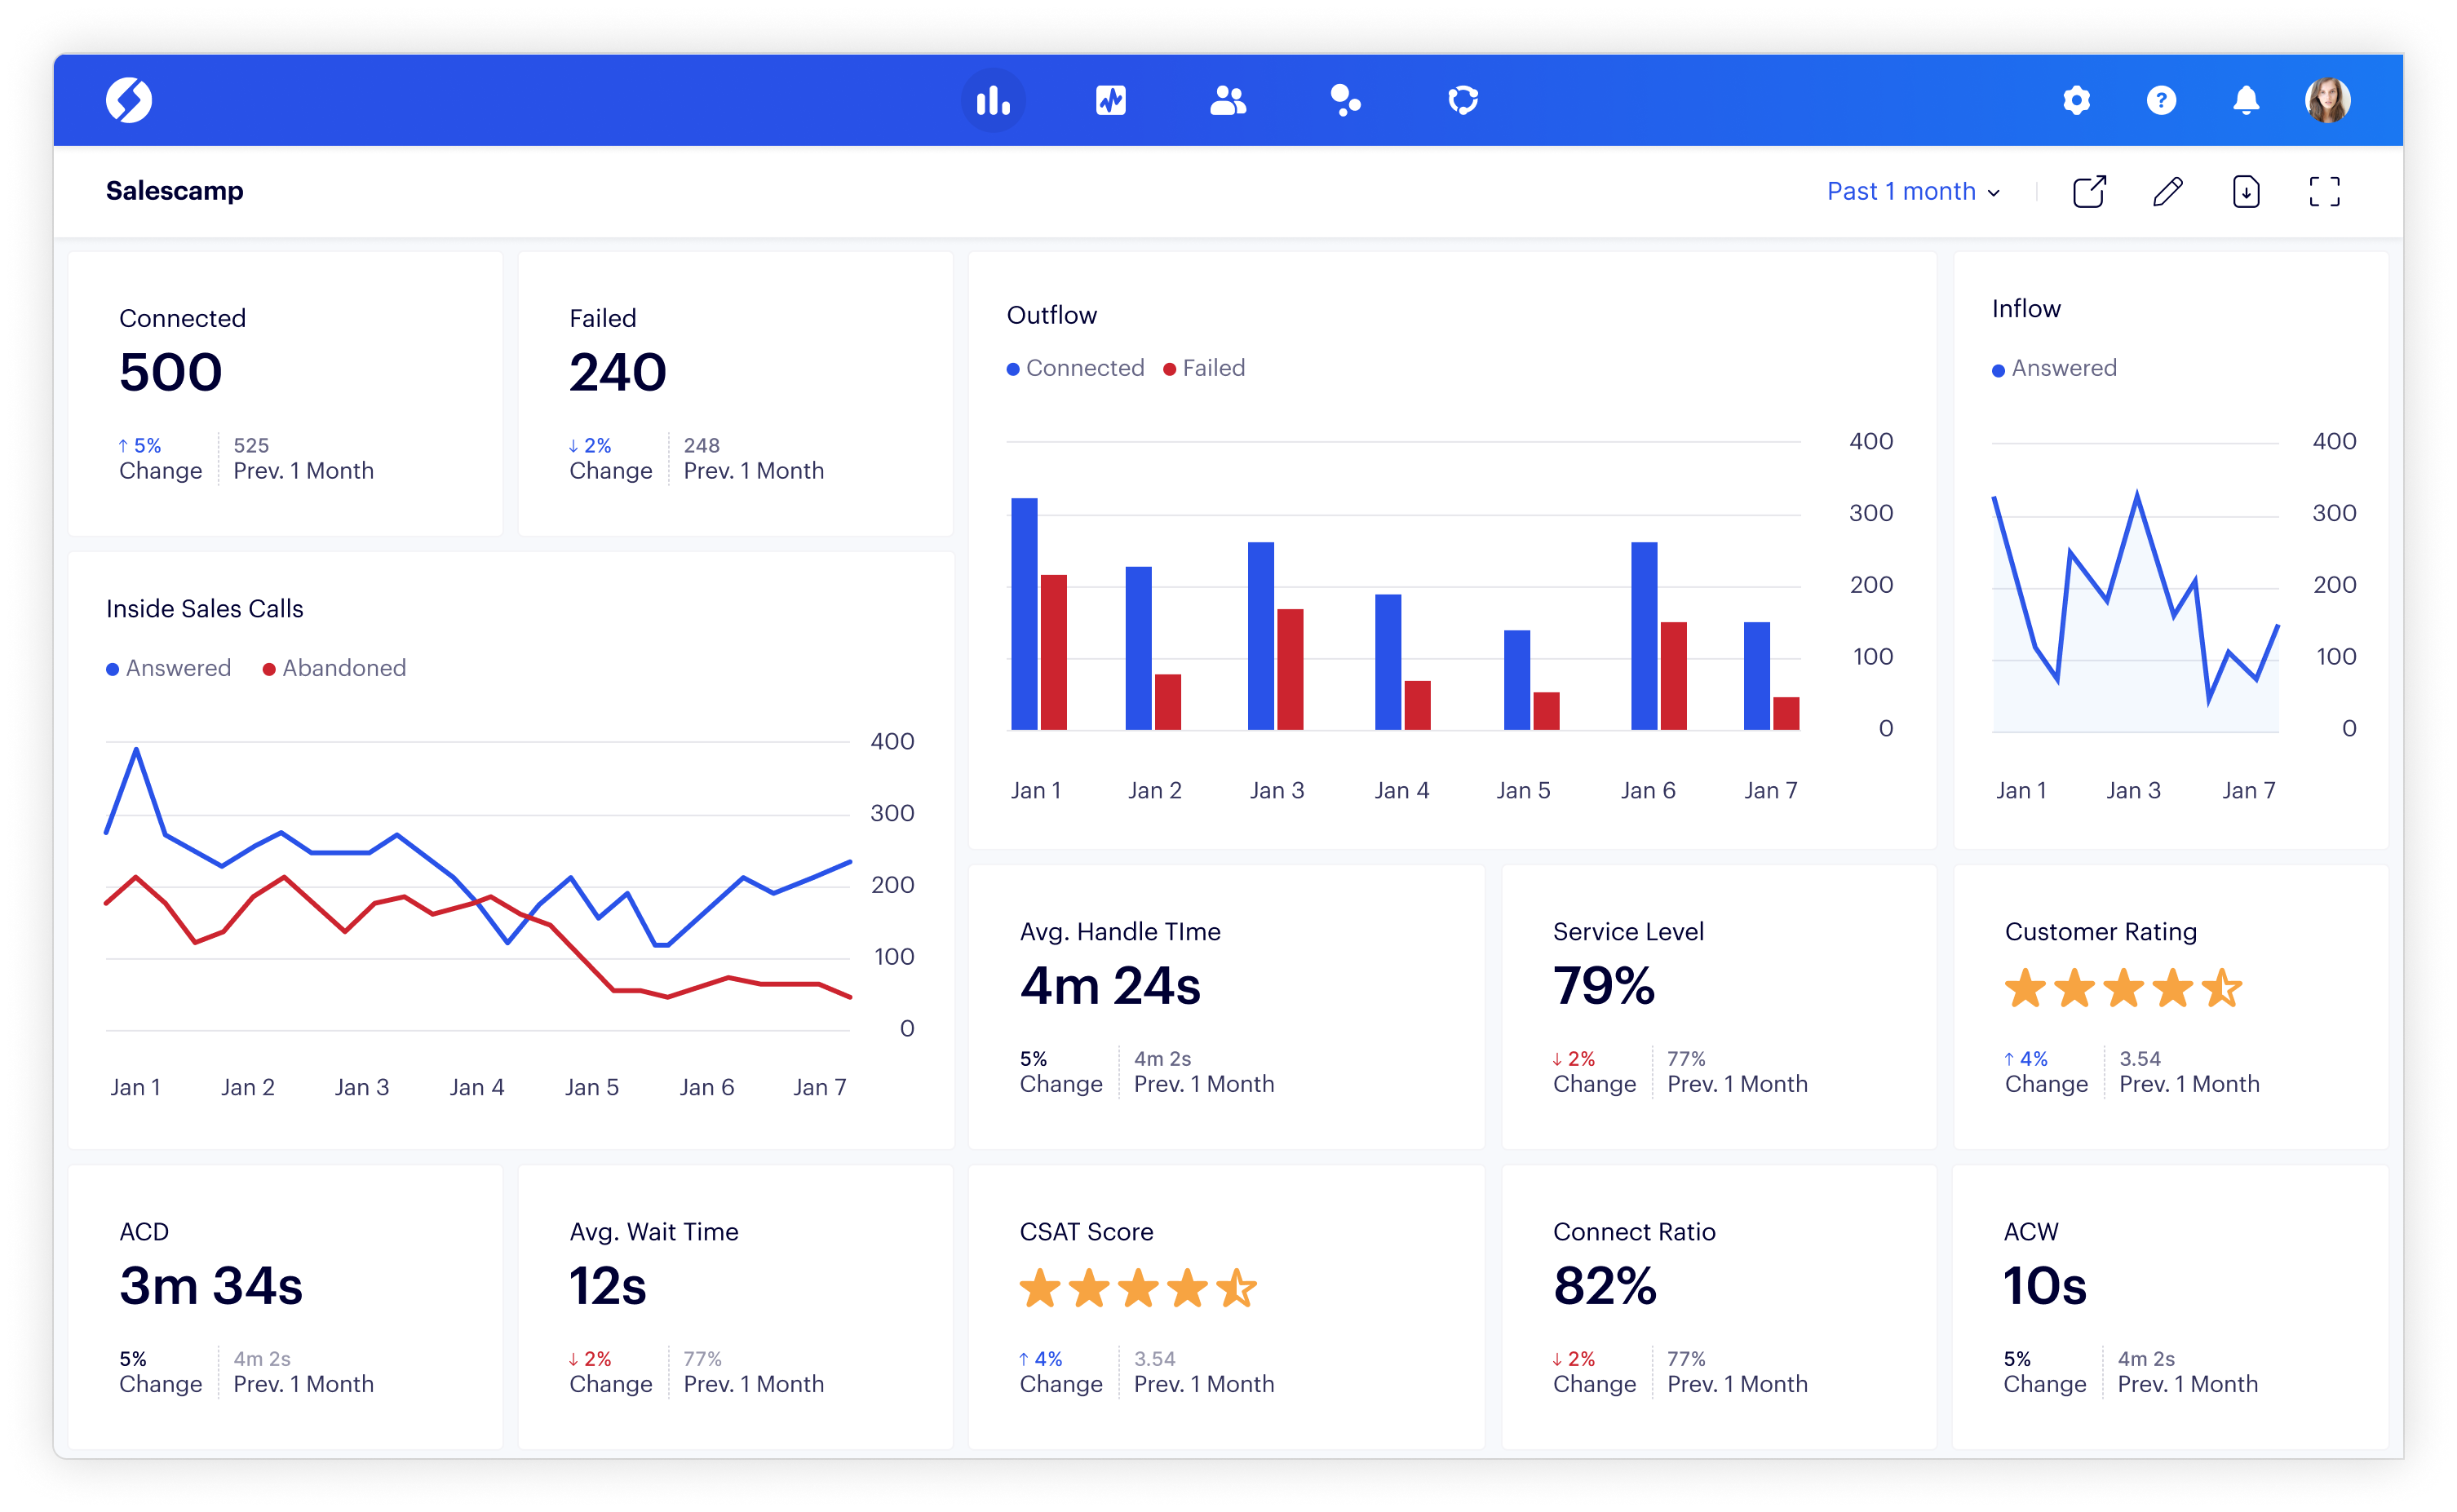 ?
Salescamp
Past 1 month
Connected
500
↑ 5%
Change
525
Prev. 1 Month
Failed
240
↓ 2%
Change
248
Prev. 1 Month
Outflow
Connected Failed
400
300
200
100
0
Jan 1 Jan 2 Jan 3 Jan 4 Jan 5 Jan 6 Jan 7
Inflow
Answered
400
300
200
100
0
Jan 1 Jan 3 Jan 7
Inside Sales Calls
Answered Abandoned
400
300
200
100
0
Jan 1 Jan 2 Jan 3 Jan 4 Jan 5 Jan 6 Jan 7
Avg. Handle TIme
4m 24s
5%
Change
4m 2s
Prev. 1 Month
Service Level
79%
↓ 2%
Change
77%
Prev. 1 Month
Customer Rating
↑ 4%
Change
3.54
Prev. 1 Month
ACD
3m 34s
5%
Change
4m 2s
Prev. 1 Month
Avg. Wait Time
12s
↓ 2%
Change
77%
Prev. 1 Month
CSAT Score
↑ 4%
Change
3.54
Prev. 1 Month
Connect Ratio
82%
↓ 2%
Change
77%
Prev. 1 Month
ACW
10s
5%
Change
4m 2s
Prev. 1 Month